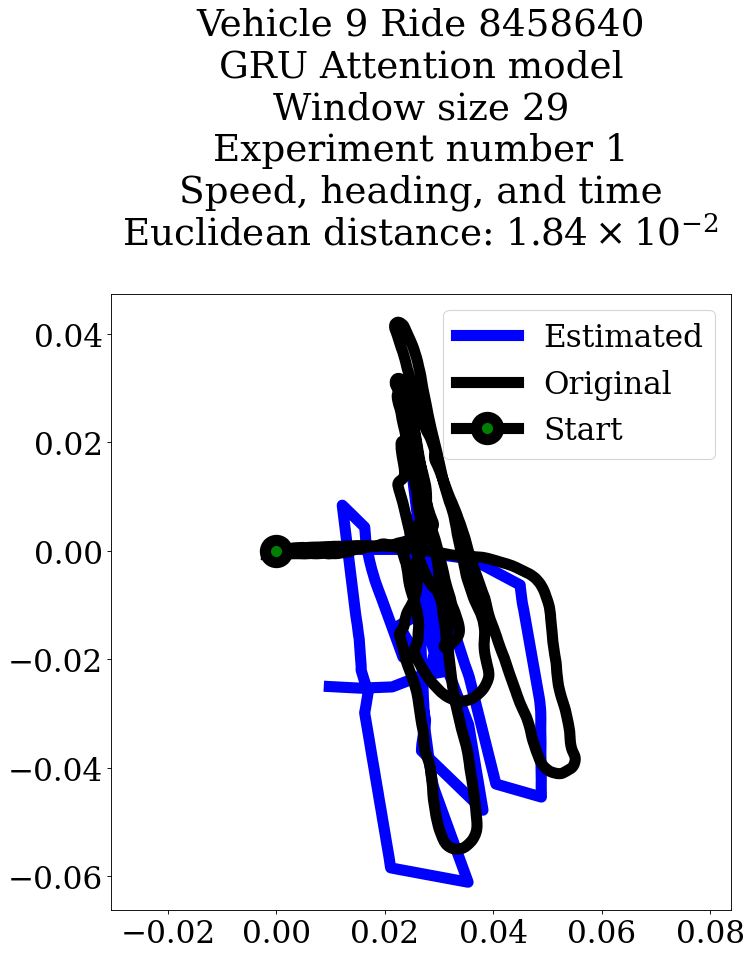 Vehicle 9 Ride 8458640
GRU Attention model
Window size 29
Experiment number 1
Speed, heading, and time
Euclidean distance: 1.84 × 10⁻²
Estimated
Original
Start
0.04
0.02
0.00
−0.02
−0.04
−0.06
−0.02 0.00 0.02 0.04 0.06 0.08